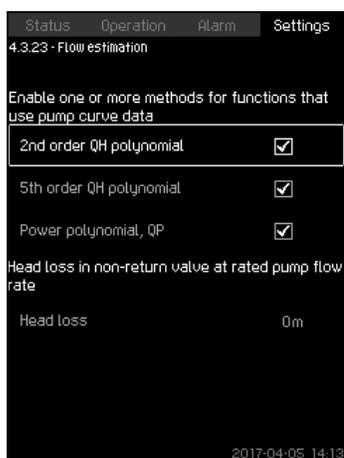 Status Operation Alarm Settings
4.3.23 - Flow estimation
Enable one or more methods for functions that
use pump curve data
2nd order QH polynomial
5th order QH polynomial
Power polynomial, QP
Head loss in non-return valve at rated pump flow
rate
Head loss 0m
2017-04-05 14:13